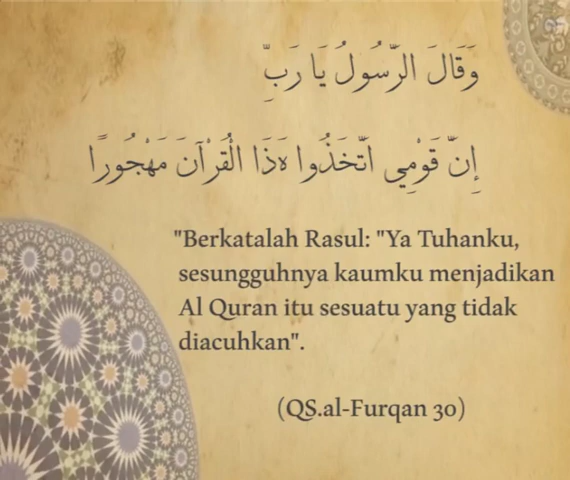 وَقَالَ الرَّسُولُ يَا رَبِّ
إِنَّ قَوْمِي اتَّخَذُوا هَذَا الْقُرْآنَ مَهْجُورًا
"Berkatalah Rasul: "Ya Tuhanku,
sesungguhnya kaumku menjadikan
Al Quran itu sesuatu yang tidak
diacuhkan".
(QS.al-Furqan 30)